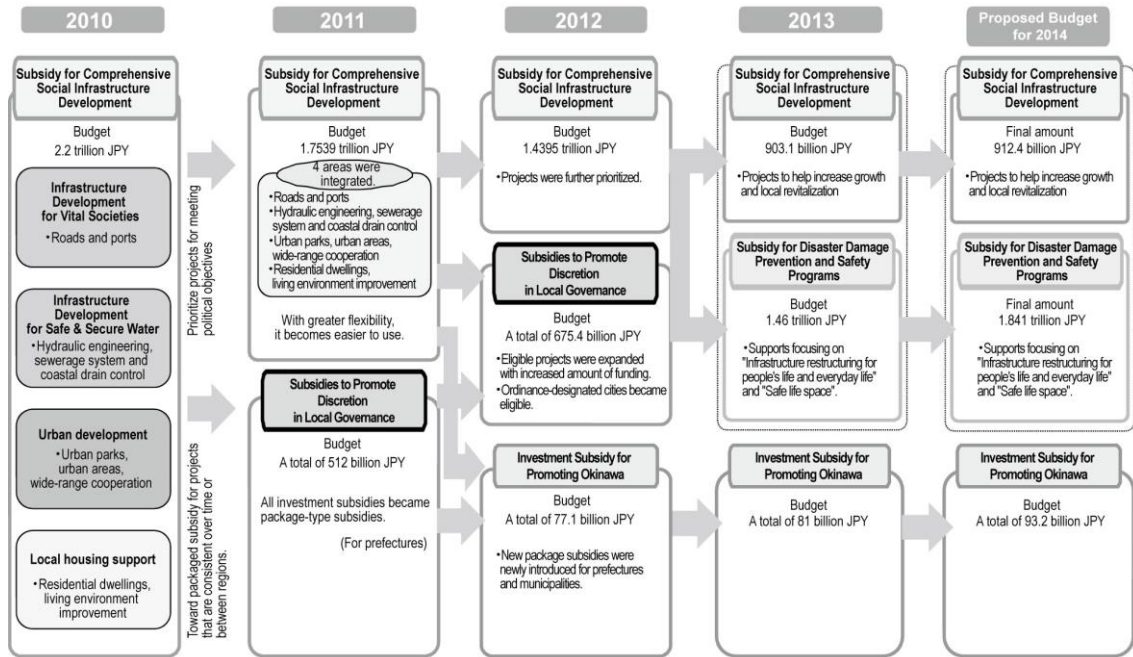 2010
Subsidy for Comprehensive
Social Infrastructure
Development
Budget
2.2 trillion JPY
Infrastructure
Development
for Vital Societies
•Roads and ports
Infrastructure
Development
for Safe & Secure Water
•Hydraulic engineering,
sewerage system and
coastal drain control
Urban development
•Urban parks,
urban areas,
wide-range cooperation
Local housing support
•Residential dwellings,
living environment
improvement
Prioritize projects for meeting
political objectives
Toward packaged subsidy for projects
that are consistent over time or
between regions.
2011
Subsidy for Comprehensive
Social Infrastructure
Development
Budget
1.7539 trillion JPY
4 areas were
integrated.
•Roads and ports
•Hydraulic engineering, sewerage
system and coastal drain control
•Urban parks, urban areas,
wide-range cooperation
•Residential dwellings,
living environment improvement
With greater flexibility,
it becomes easier to use.
Subsidies to Promote
Discretion
in Local Governance
Budget
A total of 512 billion JPY
All investment subsidies became
package-type subsidies.
(For prefectures)
2012
Subsidy for Comprehensive
Social Infrastructure
Development
Budget
1.4395 trillion JPY
•Projects were further prioritized.
Subsidies to Promote
Discretion
in Local Governance
Budget
A total of 675.4 billion JPY
•Eligible projects were expanded
with increased amount of funding.
•Ordinance-designated cities became
eligible.
Investment Subsidy for
Promoting Okinawa
Budget
A total of 77.1 billion JPY
•New package subsidies were
newly introduced for prefectures
and municipalities.
2013
Subsidy for Comprehensive
Social Infrastructure
Development
Budget
903.1 billion JPY
•Projects to help increase growth
and local revitalization
Subsidy for Disaster Damage
Prevention and Safety
Programs
Budget
1.46 trillion JPY
•Supports focusing on
"Infrastructure restructuring for
people's life and everyday life"
and "Safe life space".
Investment Subsidy for
Promoting Okinawa
Budget
A total of 81 billion JPY
Proposed Budget
for 2014
Subsidy for Comprehensive
Social Infrastructure
Development
Final amount
912.4 billion JPY
•Projects to help increase growth
and local revitalization
Subsidy for Disaster Damage
Prevention and Safety
Programs
Final amount
1.841 trillion JPY
•Supports focusing on
"Infrastructure restructuring for
people's life and everyday life"
and "Safe life space".
Investment Subsidy for
Promoting Okinawa
Budget
A total of 93.2 billion JPY